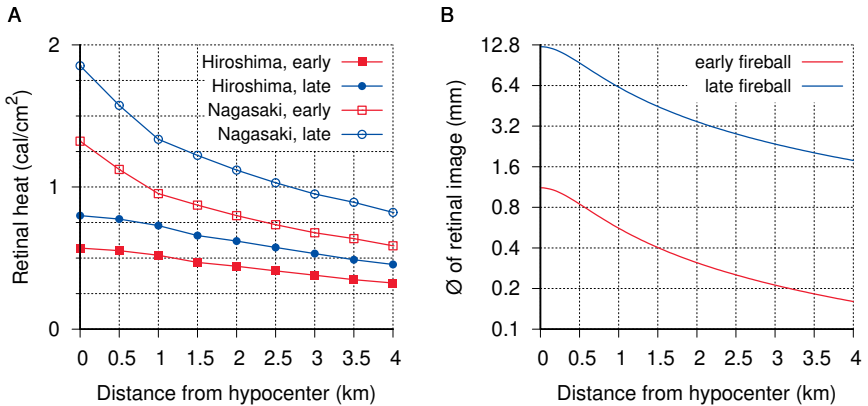 A
Retinal heat (cal/cm²)
2
1
0
Hiroshima, early
Hiroshima, late
Nagasaki, early
Nagasaki, late
0 0.5 1 1.5 2 2.5 3 3.5 4
Distance from hypocenter (km)
B
Ø of retinal image (mm)
12.8
6.4
3.2
1.6
0.8
0.4
0.2
0.1
early fireball
late fireball
0 0.5 1 1.5 2 2.5 3 3.5 4
Distance from hypocenter (km)